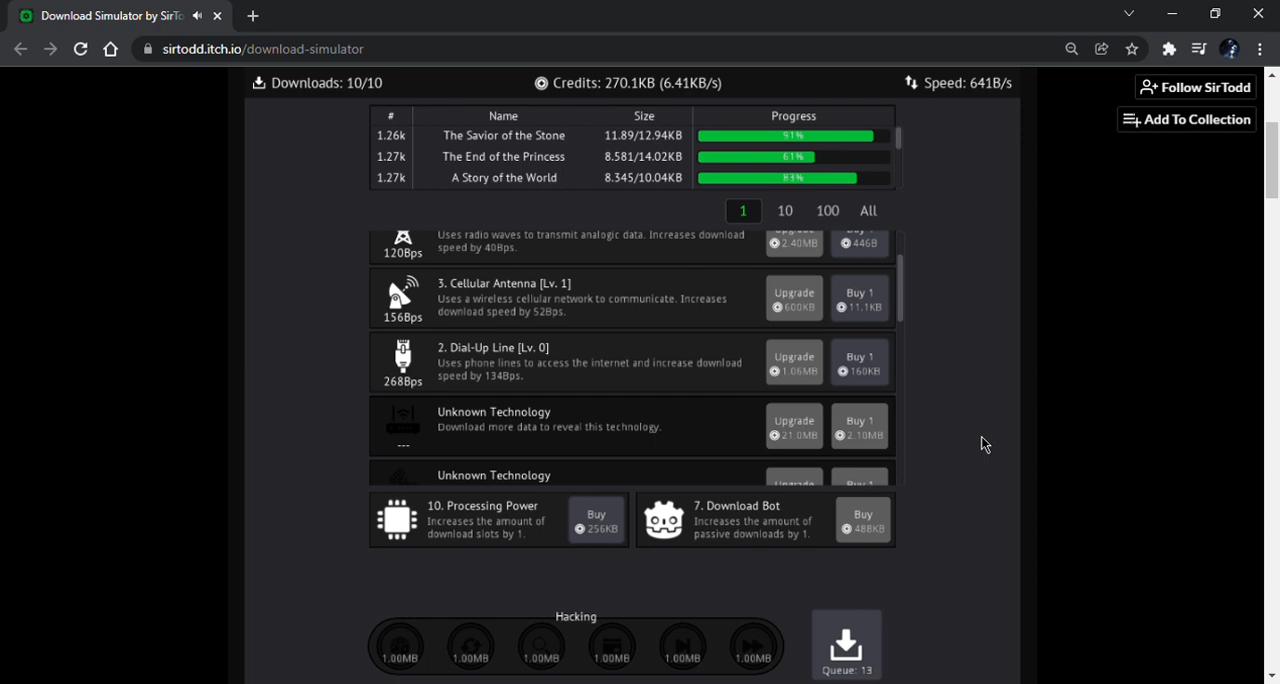 Download Simulator by SirTo
sirtodd.itch.io/download-simulator
Downloads: 10/10
Credits: 270.1KB (6.41KB/s)
Speed: 641B/s
Follow SirTodd
Add To Collection
# Name Size Progress
1.26k The Savior of the Stone 11.89/12.94KB 91%
1.27k The End of the Princess 8.581/14.02KB 61%
1.27k A Story of the World 8.345/10.04KB 83%
1 10 100 All
Uses radio waves to transmit analogic data. Increases download
speed by 40Bps.
120Bps
Upgrade
2.40MB
Buy 1
446B
3. Cellular Antenna [Lv. 1]
Uses a wireless cellular network to communicate. Increases
download speed by 52Bps.
156Bps
Upgrade
600KB
Buy 1
11.1KB
2. Dial-Up Line [Lv. 0]
Uses phone lines to access the internet and increase download
speed by 134Bps.
268Bps
Upgrade
1.06MB
Buy 1
160KB
Unknown Technology
Download more data to reveal this technology.
---
Upgrade
21.0MB
Buy 1
2.10MB
Unknown Technology
Upgrade
Buy 1
10. Processing Power
Increases the amount of
download slots by 1.
Buy
256KB
7. Download Bot
Increases the amount of
passive downloads by 1.
Buy
488KB
Hacking
1.00MB 1.00MB 1.00MB 1.00MB 1.00MB 1.00MB
Queue: 13